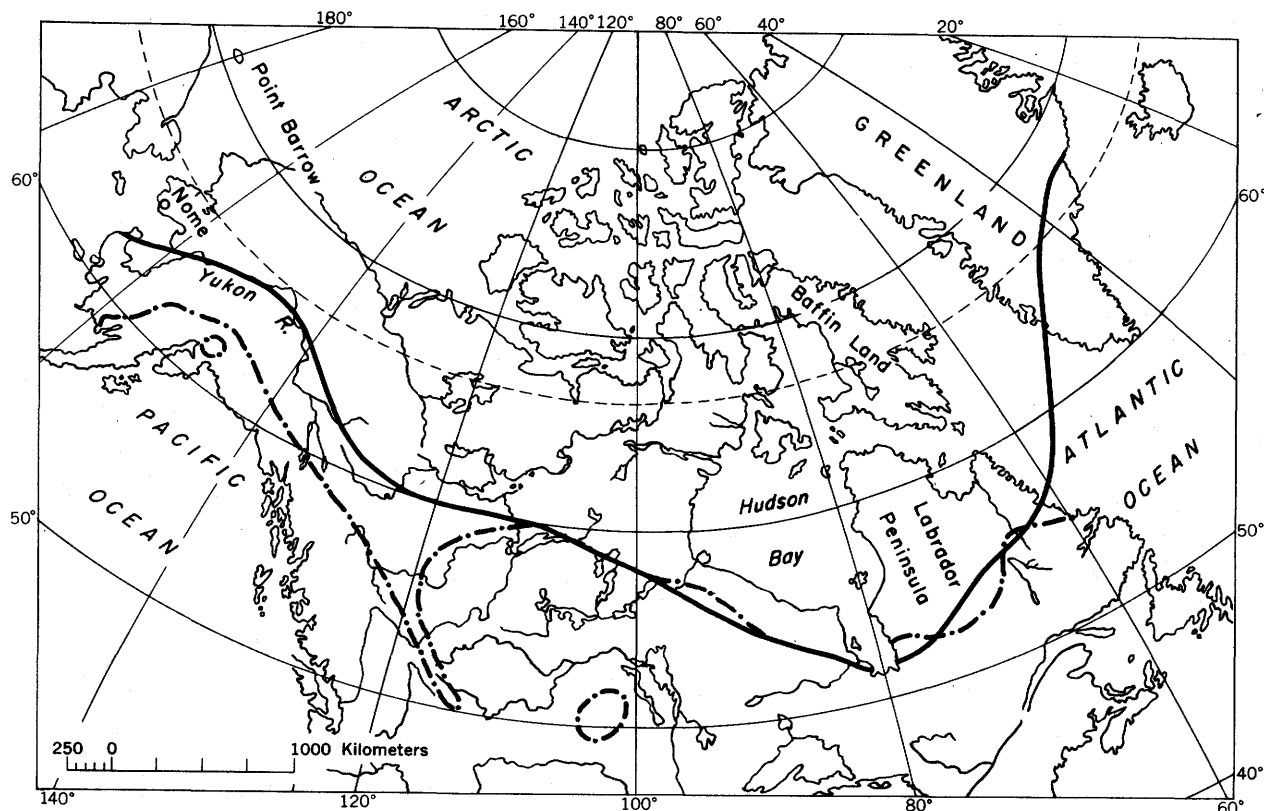 180° 160° 140° 120° 80° 60° 40° 20°
Point Barrow
ARCTIC
OCEAN
GREENLAND
60°
60°
Nome
Yukon
R.
Baffin
Land
PACIFIC
OCEAN
ATLANTIC
OCEAN
Hudson
Bay
Labrador
Peninsula
50°
50°
250 0 1000 Kilometers
40°
140° 120° 100° 80° 60°